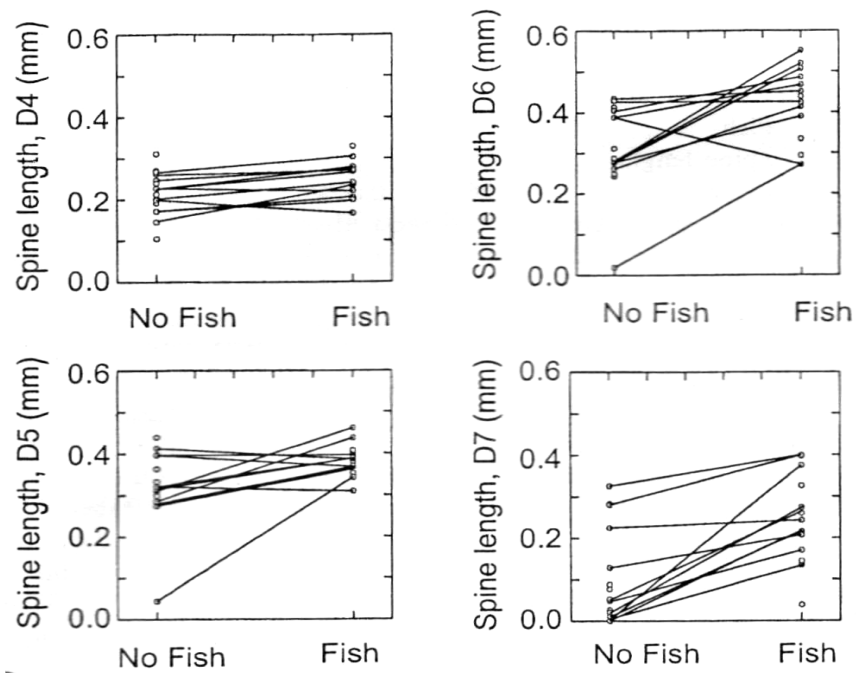 Spine length, D4 (mm)
0.6
0.4
0.2
0.0
No Fish
Fish
Spine length, D6 (mm)
0.6
0.4
0.2
0.0
No Fish
Fish
Spine length, D5 (mm)
0.6
0.4
0.2
0.0
No Fish
Fish
Spine length, D7 (mm)
0.6
0.4
0.2
0.0
No Fish
Fish